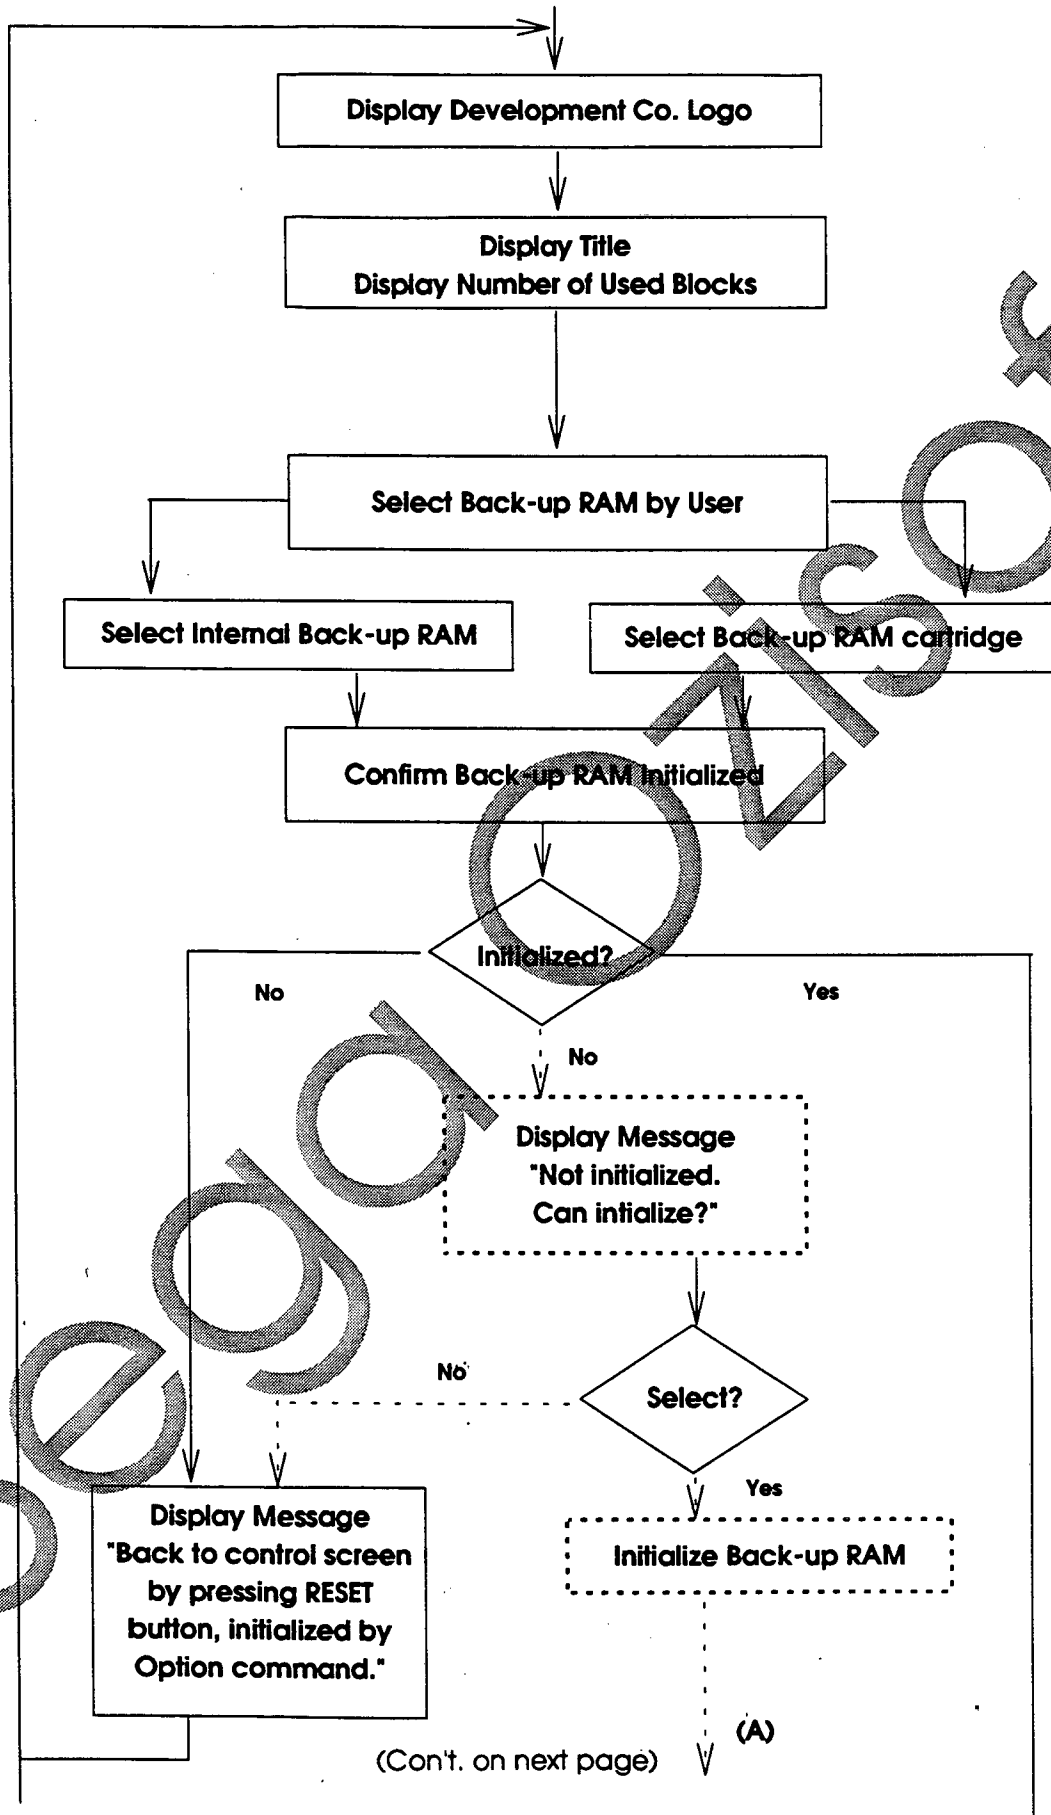 Display Development Co. Logo
Display Title
Display Number of Used Blocks
Select Back-up RAM by User
Select Internal Back-up RAM
Select Back-up RAM cartridge
Confirm Back-up RAM Initialized
Initialized?
No
Yes
No
Display Message
"Not initialized.
Can intialize?"
No
Select?
Yes
Display Message
"Back to control screen
by pressing RESET
button, initialized by
Option command."
Initialize Back-up RAM
(A)
(Con't. on next page)